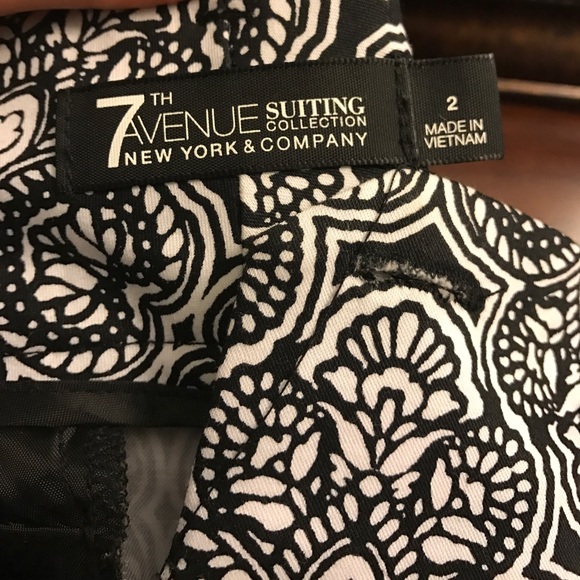 7TH AVENUE SUITING COLLECTION
NEW YORK & COMPANY
2
MADE IN
VIETNAM